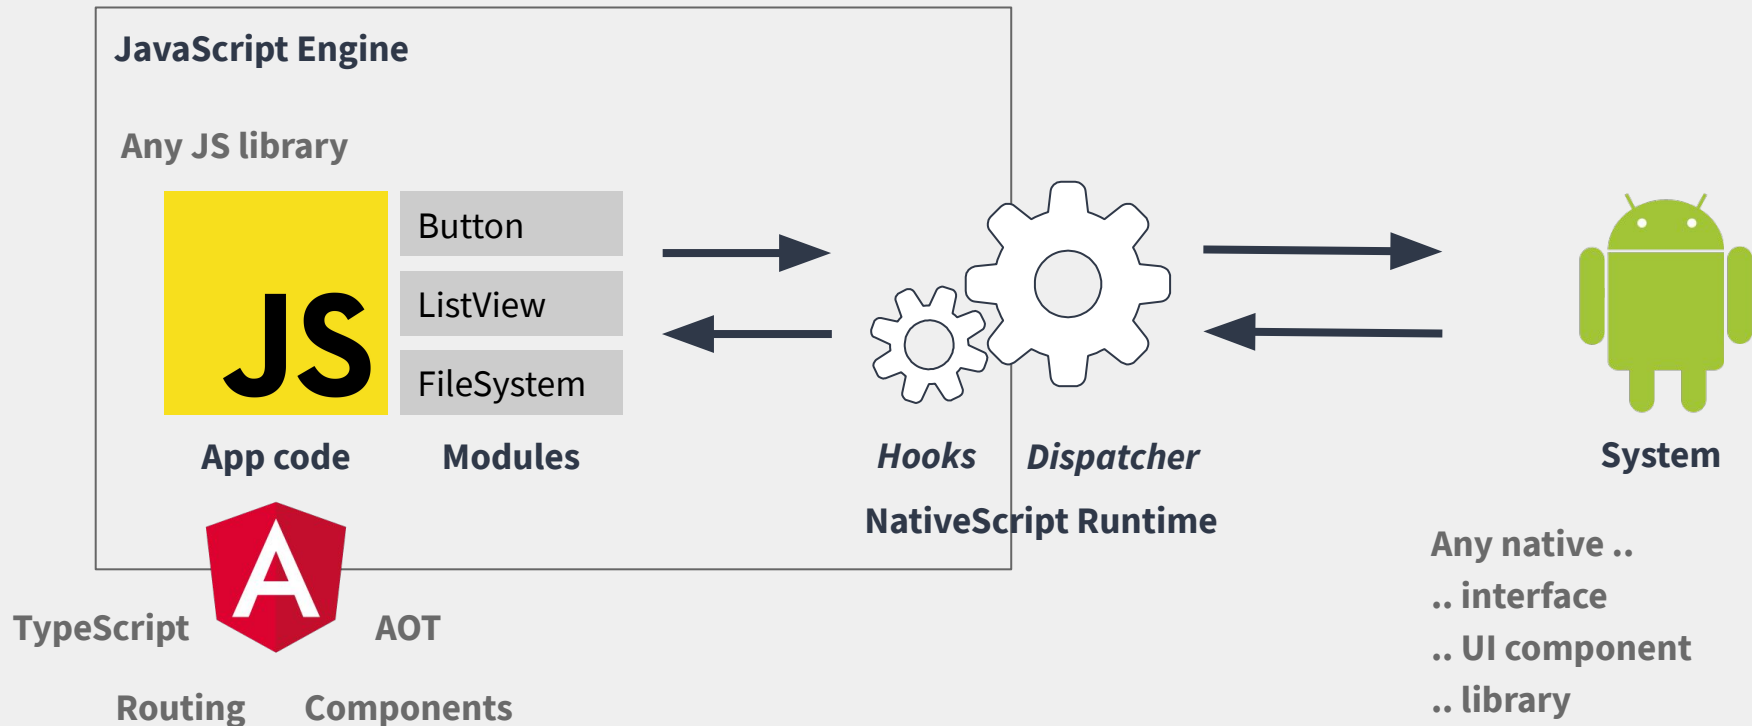 JavaScript Engine
Any JS library
JS
Button
ListView
FileSystem
App code
Modules
Hooks
Dispatcher
NativeScript Runtime
System
A
TypeScript
AOT
Routing
Components
Any native ..
.. interface
.. UI component
.. library